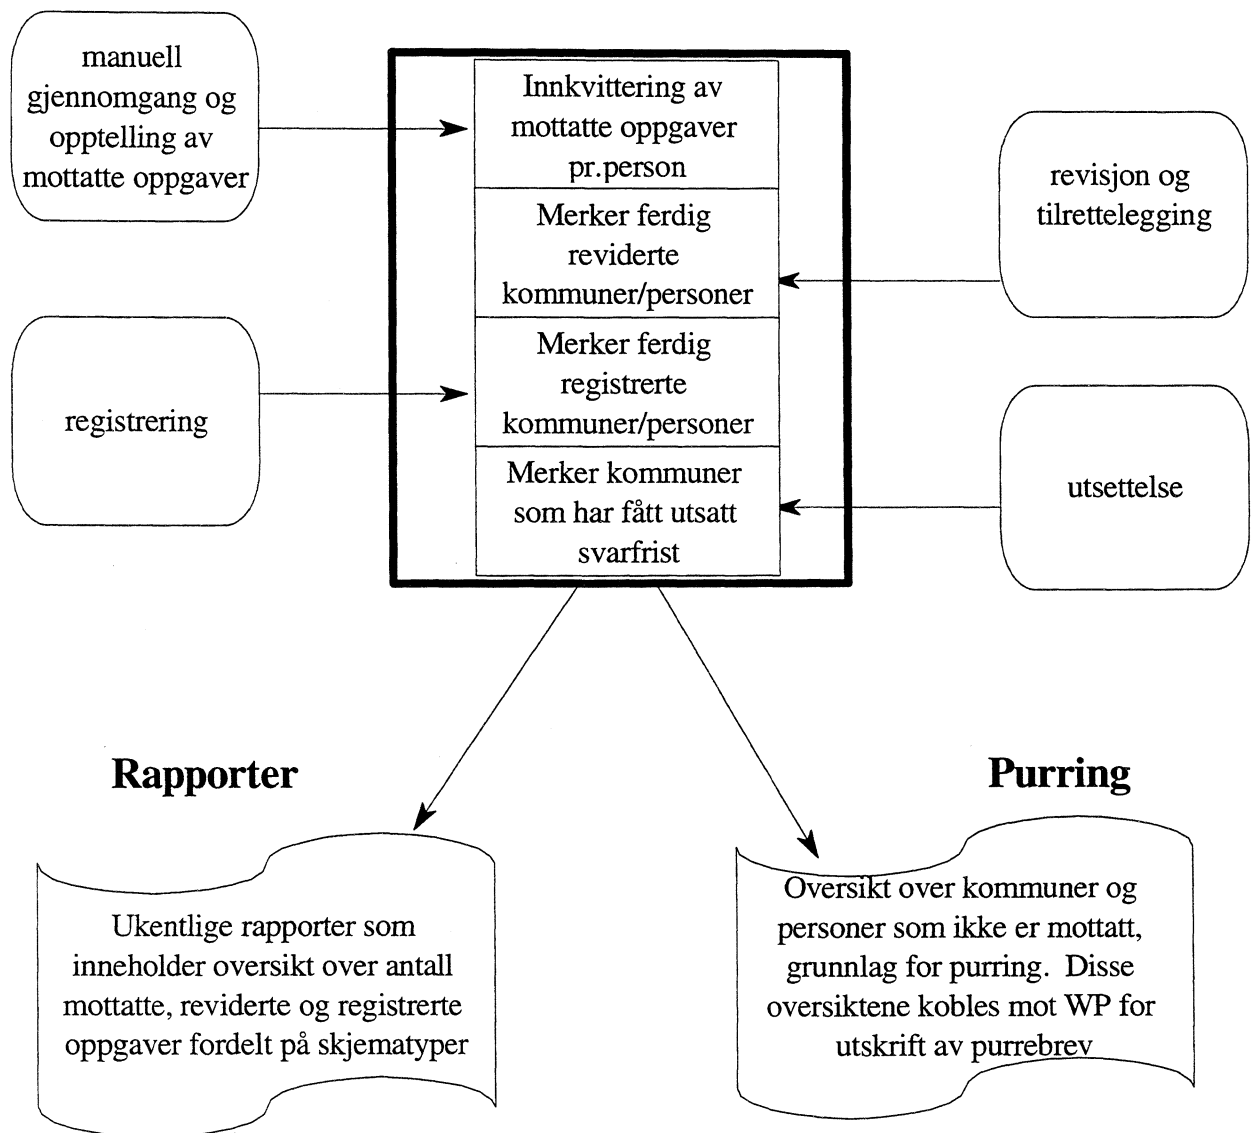 manuell
gjennomgang og
opptelling av
mottatte oppgaver
Innkvittering av
mottatte oppgaver
pr.person
revisjon og
tilrettelegging
Merker ferdig
reviderte
kommuner/personer
registrering
Merker ferdig
registrerte
kommuner/personer
utsettelse
Merker kommuner
som har fått utsatt
svarfrist
Rapporter
Ukentlige rapporter som
inneholder oversikt over antall
mottatte, reviderte og registrerte
oppgaver fordelt på skjematyper
Purring
Oversikt over kommuner og
personer som ikke er mottatt,
grunnlag for purring.  Disse
oversiktene kobles mot WP for
utskrift av purrebrev